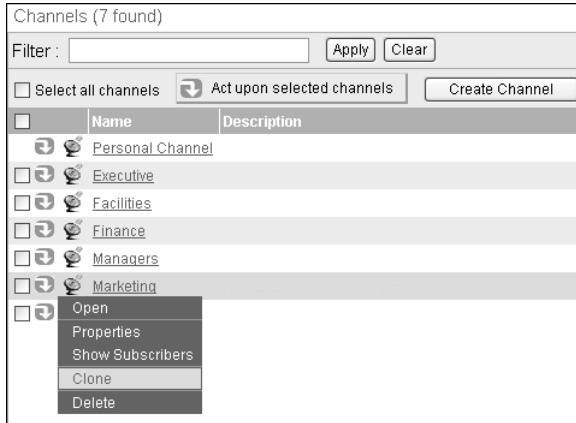 Channels (7 found)
Filter :
Apply Clear
Select all channels Act upon selected channels Create Channel
Name Description
Personal Channel
Executive
Facilities
Finance
Managers
Marketing
Open
Properties
Show Subscribers
Clone
Delete